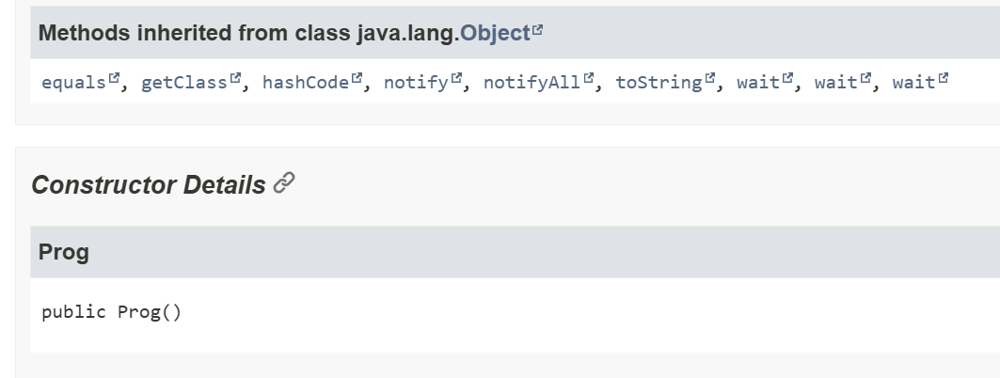 Methods inherited from class java.lang.Object
equals, getClass, hashCode, notify, notifyAll, toString, wait, wait, wait
Constructor Details
Prog
public Prog()